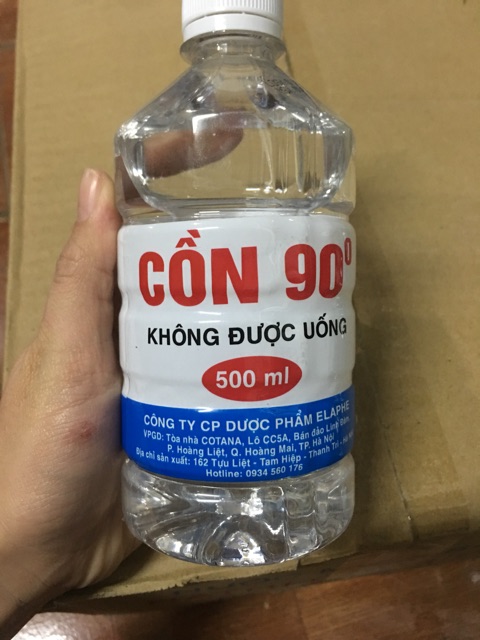 CỒN 90⁰
KHÔNG ĐƯỢC UỐNG
500 ml
CÔNG TY CP DƯỢC PHẨM ELAPHE
VPGD: Tòa nhà COTANA, Lô CC5A, Bán đảo Linh Đàm
P. Hoàng Liệt, Q. Hoàng Mai, TP. Hà Nội
Địa chỉ sản xuất: 162 Tựu Liệt - Tam Hiệp - Thanh Trì -
Hotline: 0934 560 176